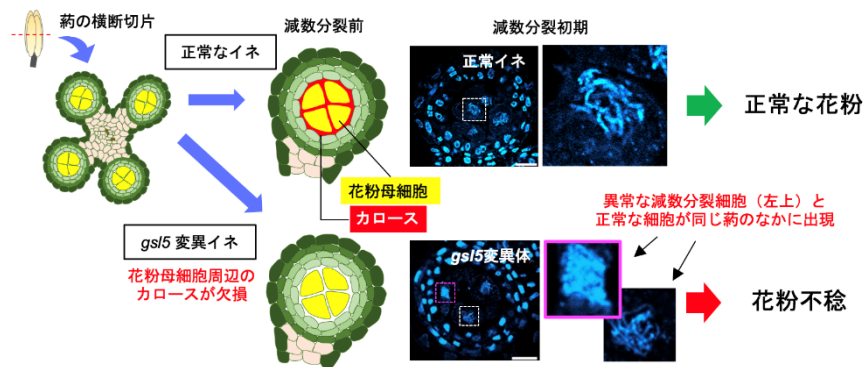 葯の横断切片
正常なイネ
減数分裂前
減数分裂初期
正常イネ
正常な花粉
花粉母細胞
カロース
gsl5 変異イネ
花粉母細胞周辺の
カロースが欠損
gsl5変異体
異常な減数分裂細胞（左上）と
正常な細胞が同じ葯のなかに出現
花粉不稔